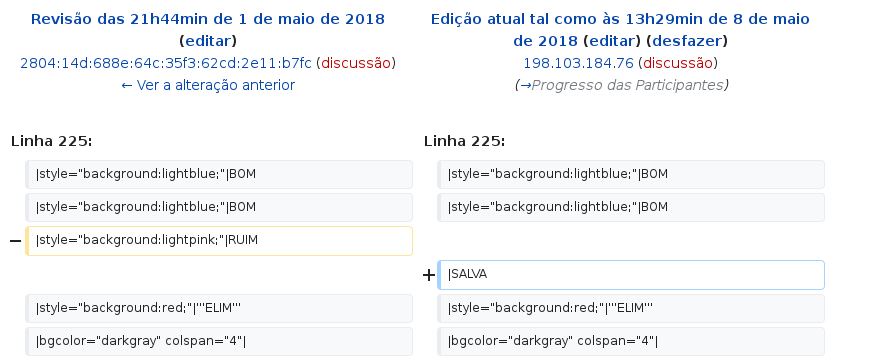 Revisão das 21h44min de 1 de maio de 2018
(editar)
2804:14d:688e:64c:35f3:62cd:2e11:b7fc (discussão)
← Ver a alteração anterior
Edição atual tal como às 13h29min de 8 de maio
de 2018 (editar) (desfazer)
198.103.184.76 (discussão)
(→Progresso das Participantes)
Linha 225:
Linha 225:
|style="background:lightblue;"|BOM
|style="background:lightblue;"|BOM
|style="background:lightblue;"|BOM
|style="background:lightblue;"|BOM
− |style="background:lightpink;"|RUIM
+ |SALVA
|style="background:red;"|'''ELIM'''
|style="background:red;"|'''ELIM'''
|bgcolor="darkgray" colspan="4"|
|bgcolor="darkgray" colspan="4"|